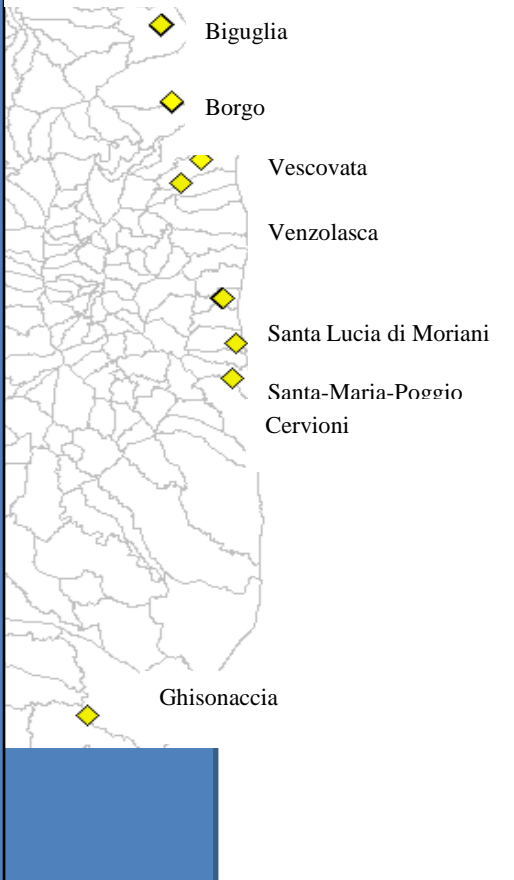 Biguglia
Borgo
Vescovata
Venzolasca
Santa Lucia di Moriani
Santa-Maria-Poggio
Cervioni
Ghisonaccia